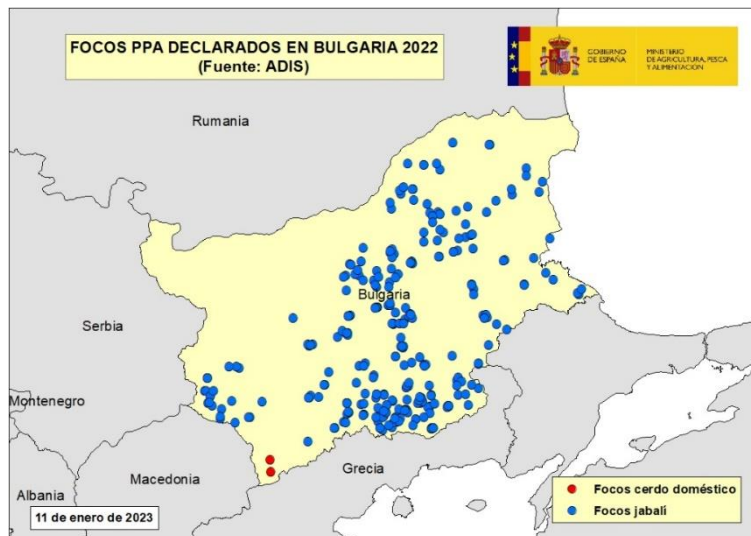 FOCOS PPA DECLARADOS EN BULGARIA 2022
(Fuente: ADIS)
GOBIERNO
DE ESPAÑA
MINISTERIO
DE AGRICULTURA, PESCA
Y ALIMENTACIÓN
Rumania
Bulgaria
Serbia
Montenegro
Macedonia
Grecia
Albania
11 de enero de 2023
Focos cerdo doméstico
Focos jabalí